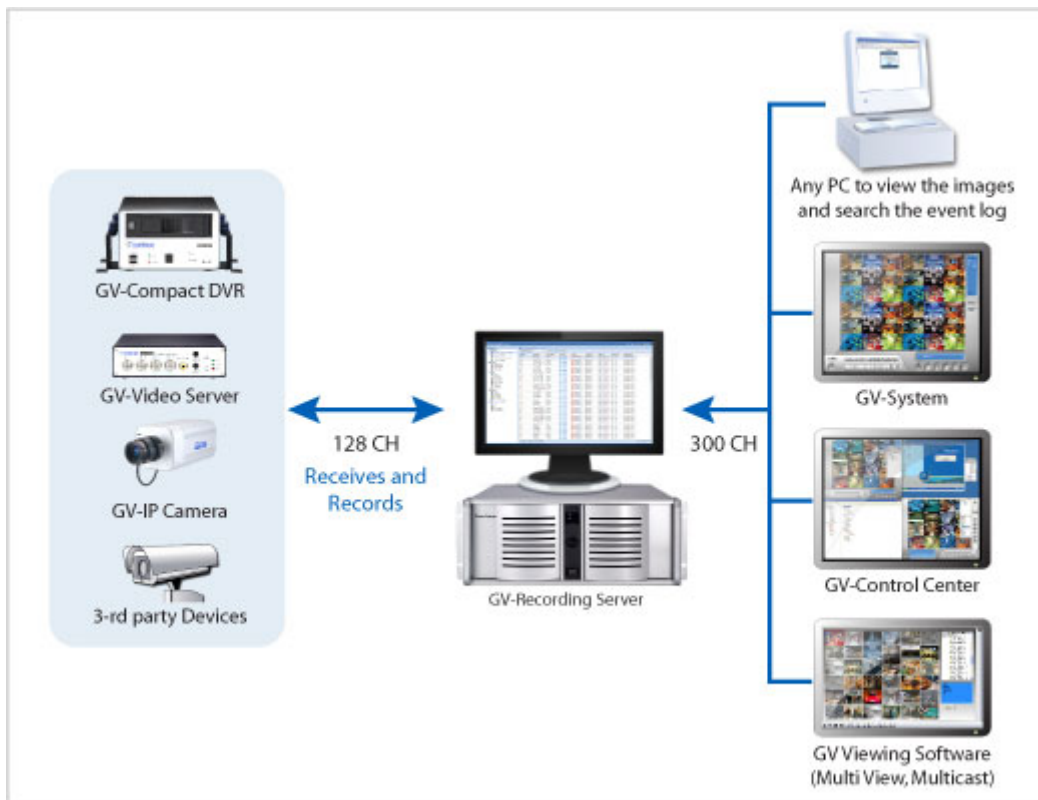 GV-Compact DVR
GV-Video Server
GV-IP Camera
3-rd party Devices
128 CH
Receives and
Records
GV-Recording Server
300 CH
Any PC to view the images
and search the event log
GV-System
GV-Control Center
GV Viewing Software
(Multi View, Multicast)